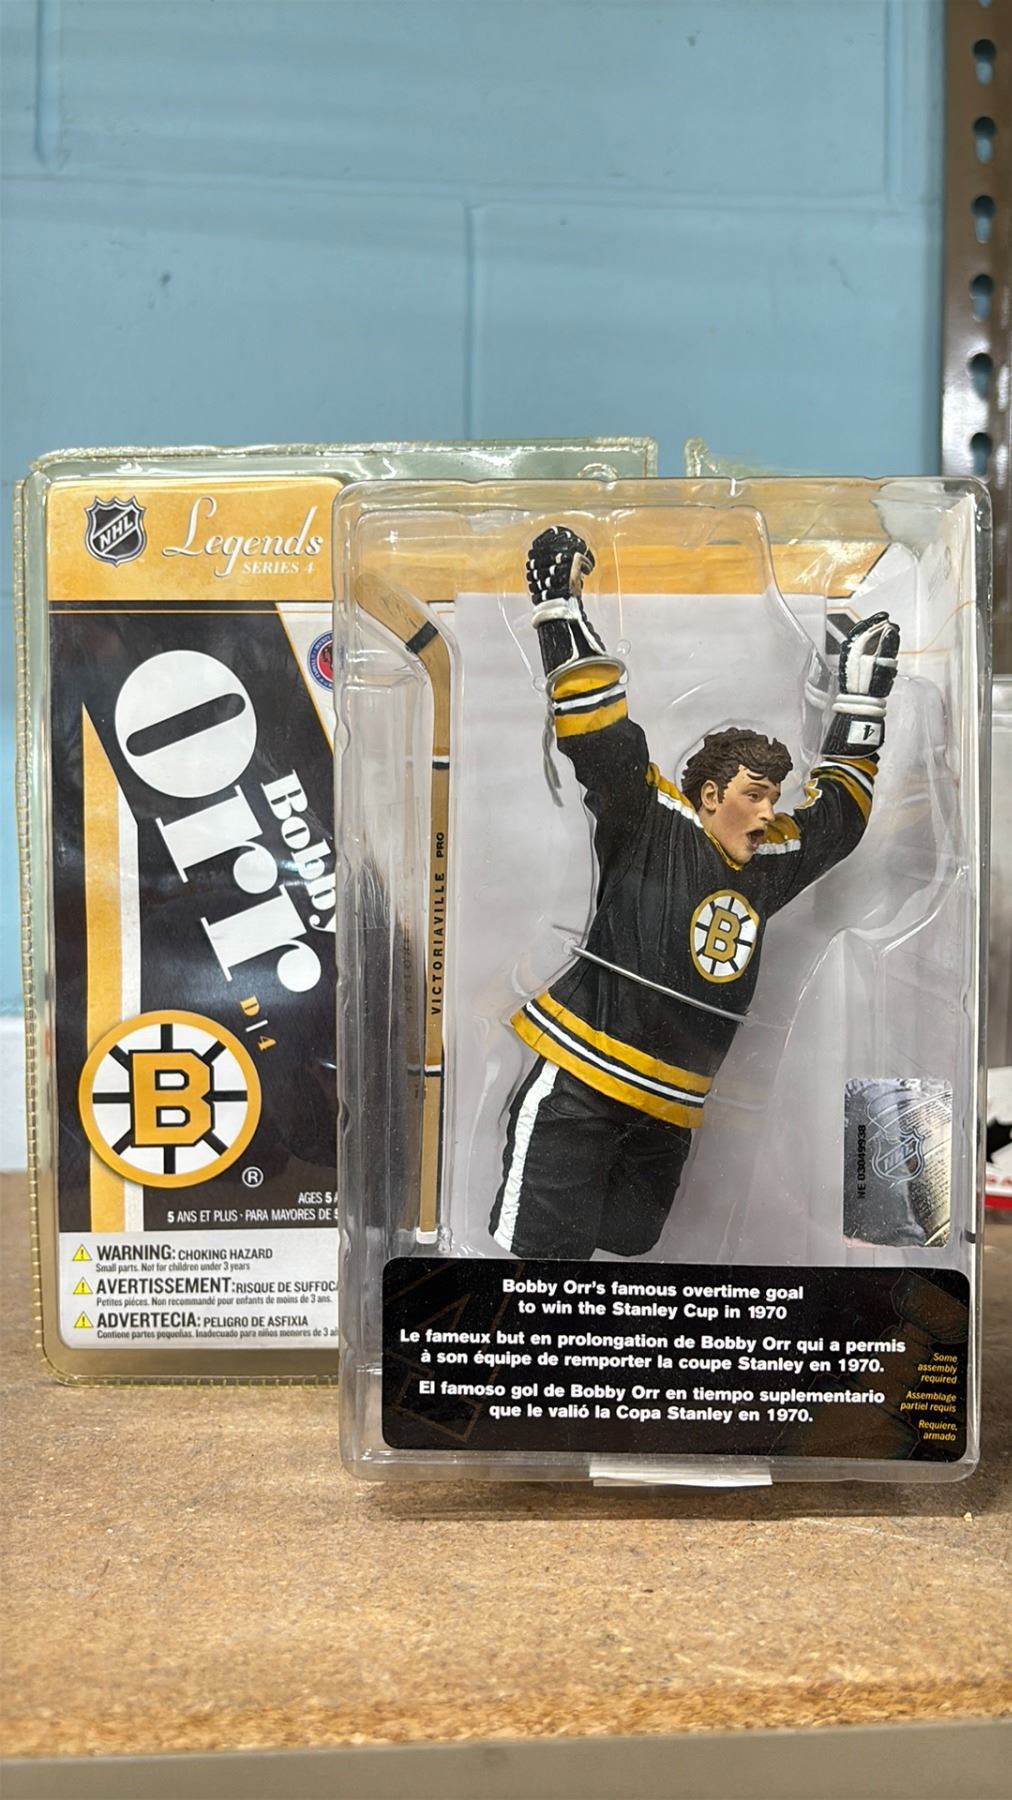 NHL
Legends
SERIES 4
Orr
Bobby
D | 4
B
®
AGES 5
5 ANS ET PLUS · PARA MAYORES DE 5
WARNING: CHOKING HAZARD
Small parts. Not for children under 3 years
AVERTISSEMENT: RISQUE DE SUFFOC
Petites pièces. Non recommandé pour enfants de moins de 3 ans.
ADVERTECIA: PELIGRO DE ASFIXIA
Contiene partes pequeñas. Inadecuado para niños menores de 3
VICTORIAVILLE PRO
4
B
NHL
NE 03049938
Bobby Orr's famous overtime goal
to win the Stanley Cup in 1970
Le fameux but en prolongation de Bobby Orr qui a permis
à son équipe de remporter la coupe Stanley en 1970.
El famoso gol de Bobby Orr en tiempo suplementario
que le valió la Copa Stanley en 1970.
Some
assembly
required
Assemblage
partiel requis
Requiere,
armado